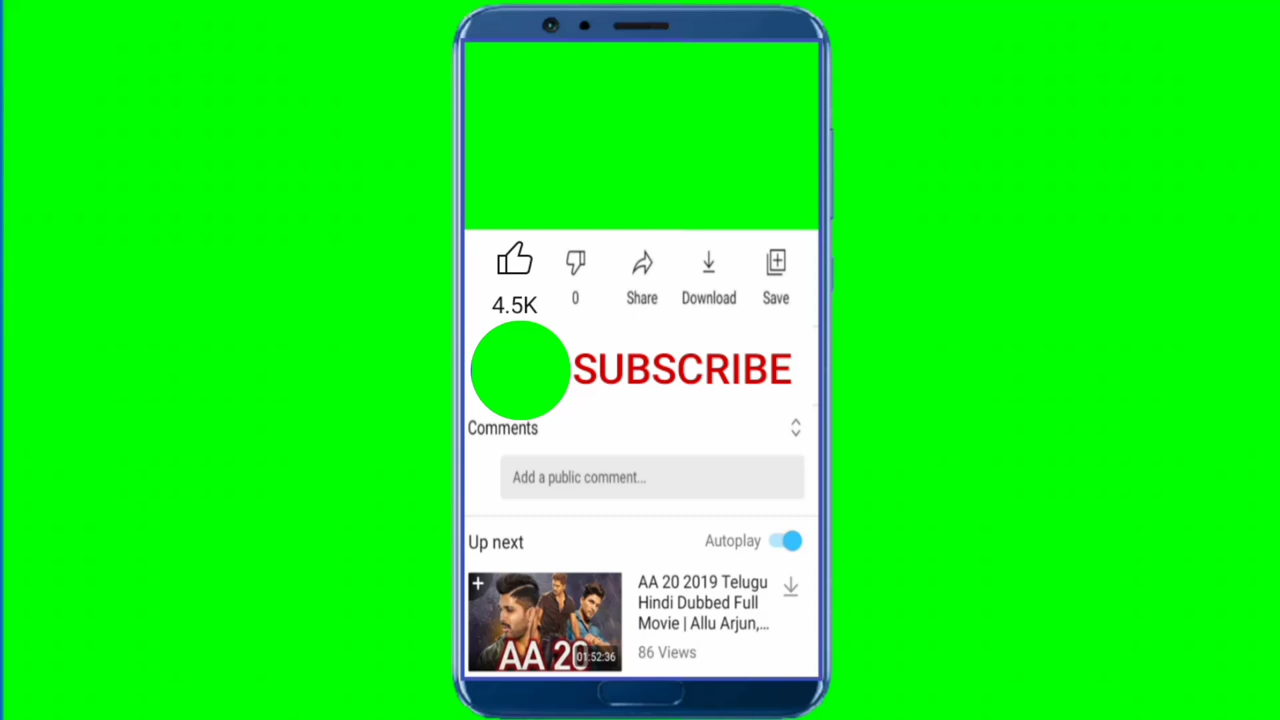 4.5K
0
Share
Download
Save
SUBSCRIBE
Comments
Add a public comment...
Up next
Autoplay
AA 20
01:52:36
AA 20 2019 Telugu
Hindi Dubbed Full
Movie | Allu Arjun,...
86 Views